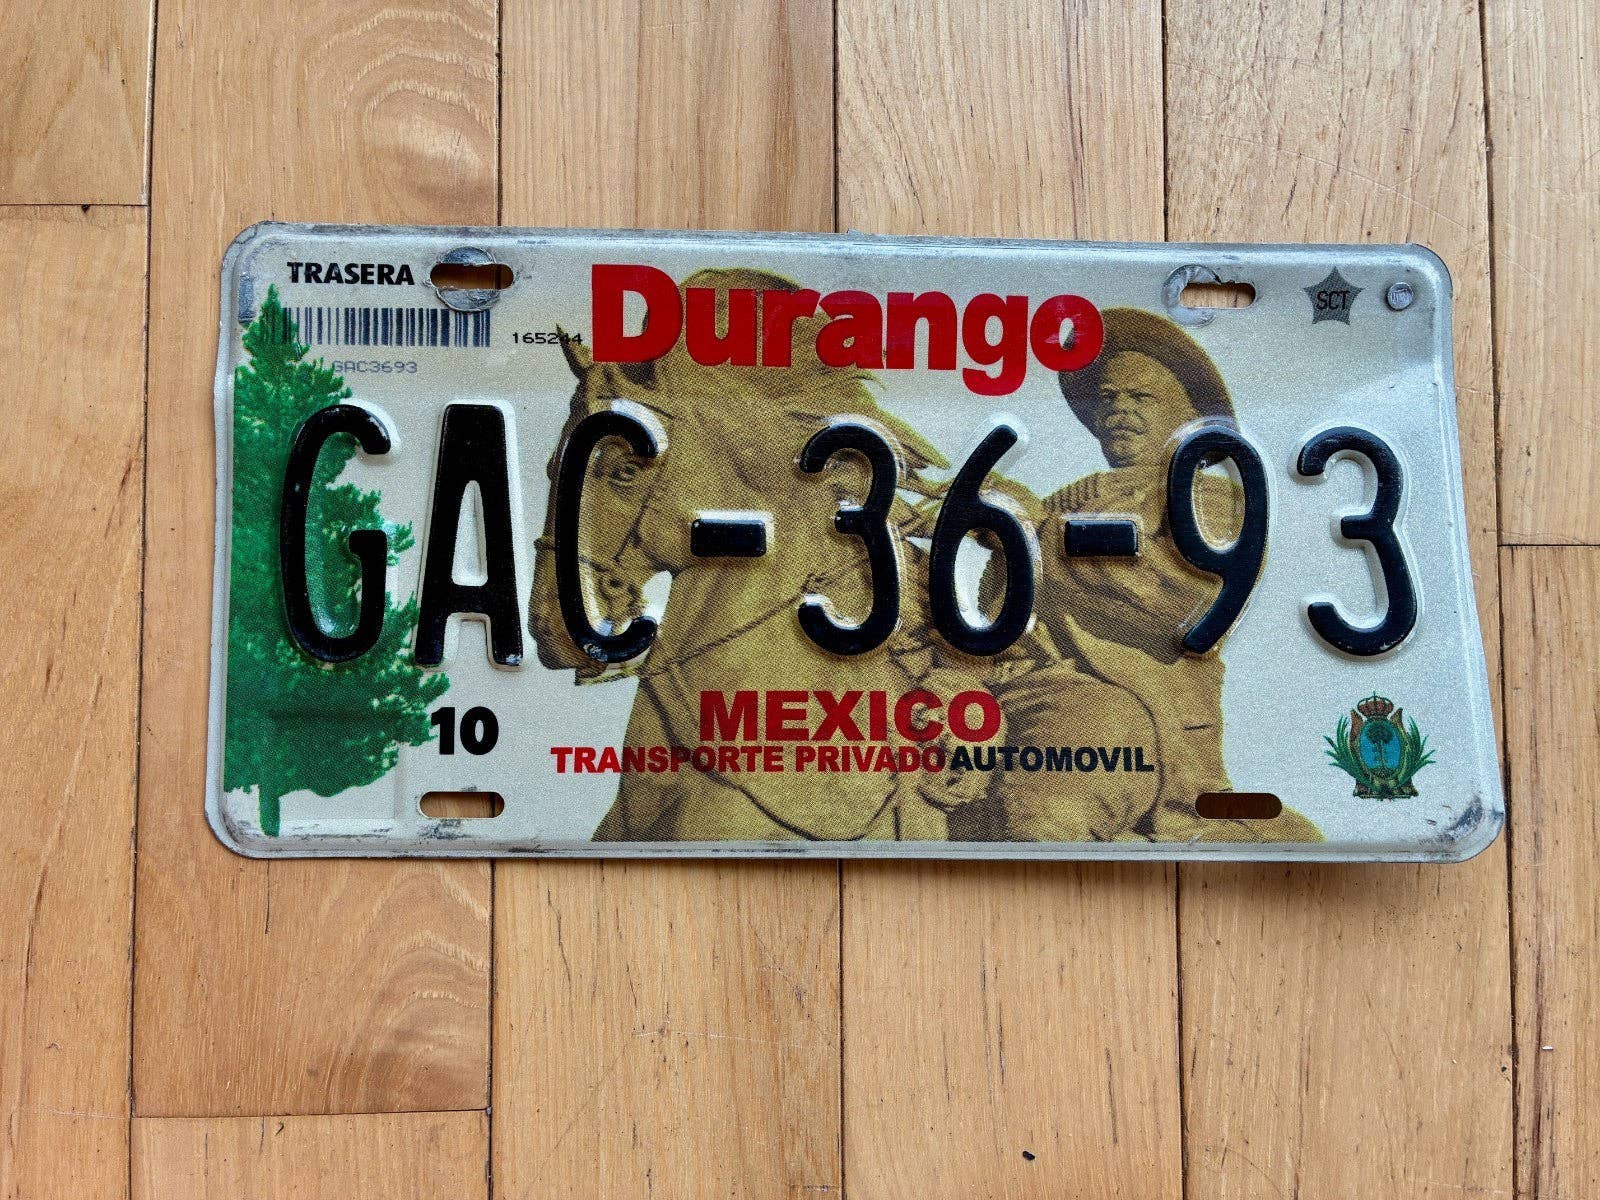 TRASERA
Durango
SCT
165244
GAC3693
GAC-36-93
10
MEXICO
TRANSPORTE PRIVADO AUTOMOVIL